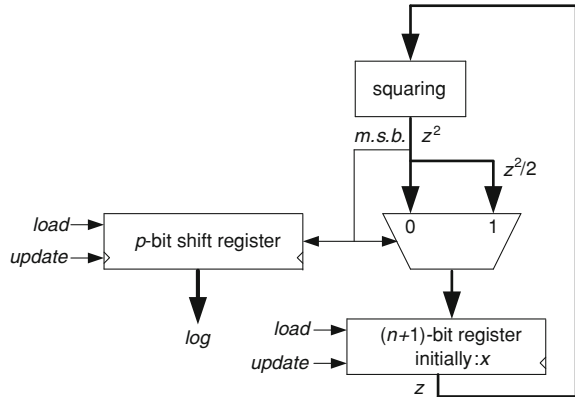 squaring
m.s.b. z²
z²/2
0 1
load
p-bit shift register
update
log
load
(n+1)-bit register
initially:x
update
z